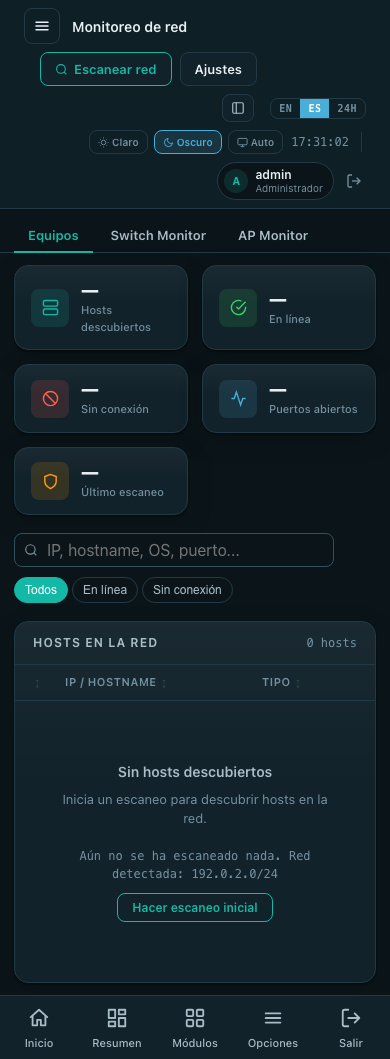 Monitoreo de red
Escanear red
Ajustes
EN ES 24H
Claro Oscuro Auto 17:31:02
A admin
Administrador
Equipos Switch Monitor AP Monitor
—
Hosts
descubiertos
—
En línea
—
Sin conexión
—
Puertos abiertos
—
Último escaneo
IP, hostname, OS, puerto...
Todos En línea Sin conexión
HOSTS EN LA RED 0 hosts
IP / HOSTNAME TIPO
Sin hosts descubiertos
Inicia un escaneo para descubrir hosts en la
red.
Aún no se ha escaneado nada. Red
detectada: 192.0.2.0/24
Hacer escaneo inicial
Inicio Resumen Módulos Opciones Salir